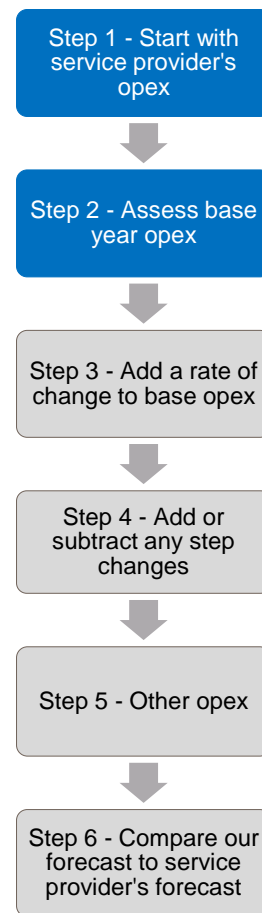 Step 1 - Start with
service provider's
opex
Step 2 - Assess base
year opex
Step 3 - Add a rate of
change to base opex
Step 4 - Add or
subtract any step
changes
Step 5 - Other opex
Step 6 - Compare our
forecast to service
provider's forecast